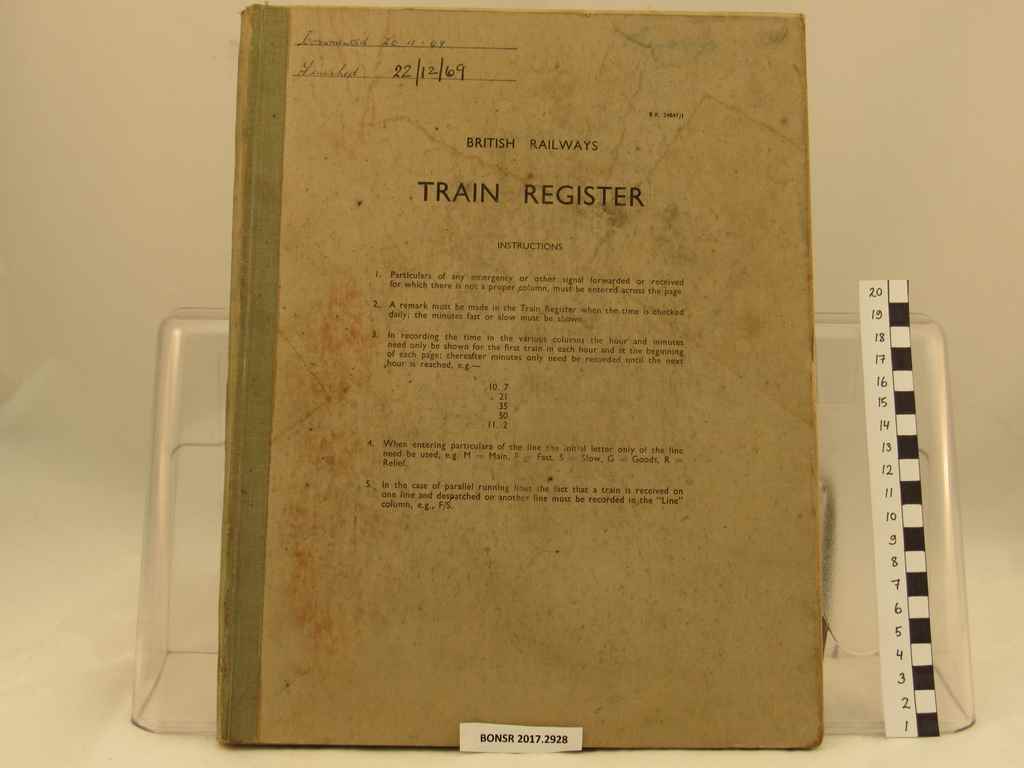 Commenced 20-11-69
Finished 22/12/69
BRITISH RAILWAYS
TRAIN REGISTER
INSTRUCTIONS
1. Particulars of any emergency or other signal forwarded or received
for which there is not a proper column, must be entered across the page
2. A remark must be made in the Train Register when the time is checked
daily; the minutes fast or slow must be shown.
3. In recording the time in the various columns the hour and minutes
need only be shown for the first train in each hour and at the beginning
of each page; thereafter minutes only need be recorded until the next
hour is reached, e.g.—
10. 7
21
35
50
11. 2
4. When entering particulars of the line the initial letter only of the line
need be used, e.g. M = Main, F = Fast, S = Slow, G = Goods, R =
Relief.
5. In the case of parallel running lines the fact that a train is received on
one line and despatched on another line must be recorded in the "Line"
column, e.g., F/S.
BONSR 2017.2928
20
19
18
17
16
15
14
13
12
11
10
9
8
7
6
5
4
3
2
1